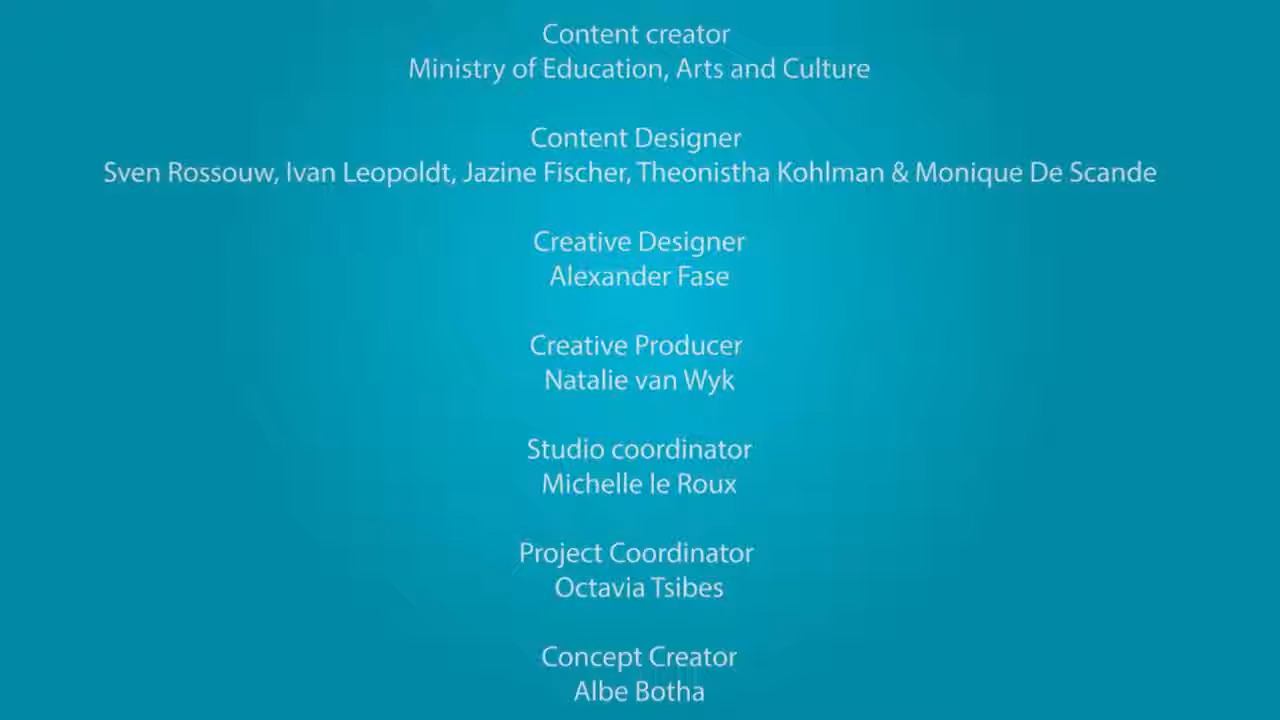 Content creator
Ministry of Education, Arts and Culture
Content Designer
Sven Rossouw, Ivan Leopoldt, Jazine Fischer, Theonistha Kohlman & Monique De Scande
Creative Designer
Alexander Fase
Creative Producer
Natalie van Wyk
Studio coordinator
Michelle le Roux
Project Coordinator
Octavia Tsibes
Concept Creator
Albe Botha